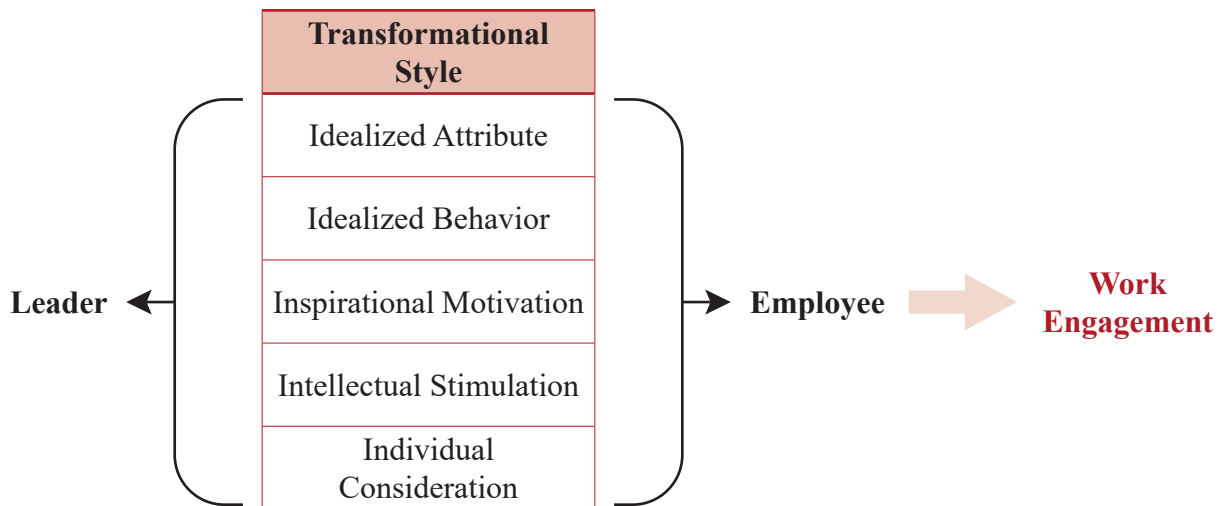 Transformational
Style
Idealized Attribute
Idealized Behavior
Leader
Inspirational Motivation
Employee
Work
Engagement
Intellectual Stimulation
Individual
Consideration